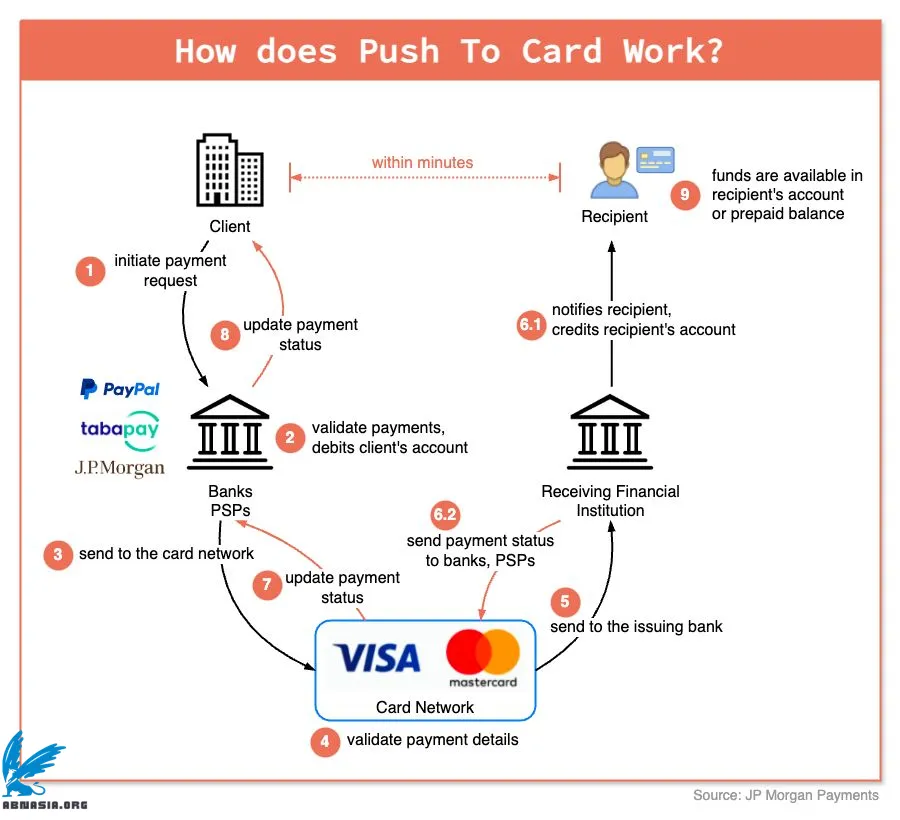 How does Push To Card Work?
within minutes
Client
Recipient
9
funds are available in
recipient's account
or prepaid balance
1
initiate payment
request
8
update payment
status
6.1
notifies recipient,
credits recipient's account
PayPal
tabapay
J.P.Morgan
2
validate payments,
debits client's account
Banks
PSPs
Receiving Financial
Institution
6.2
send payment status
to banks, PSPs
3
send to the card network
7
update payment
status
5
send to the issuing bank
VISA
mastercard
Card Network
4
validate payment details
ABNASIA.ORG
Source: JP Morgan Payments